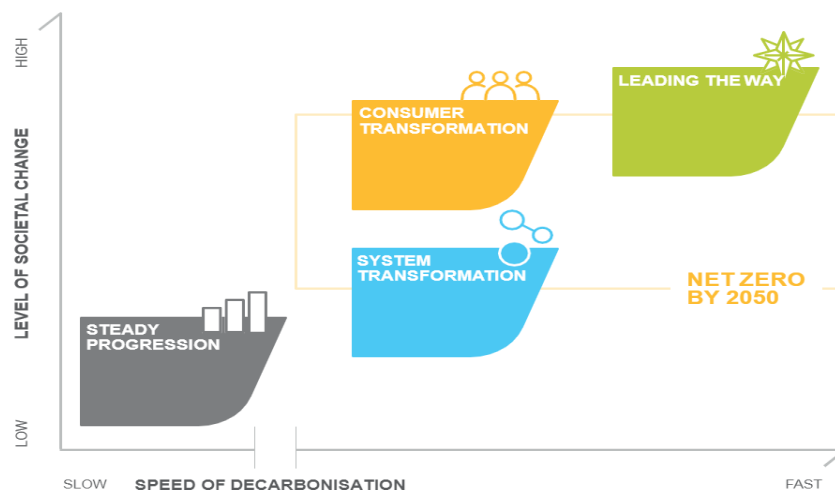 HIGH
LEVEL OF SOCIETAL CHANGE
LOW
LEADING THE WAY
CONSUMER
TRANSFORMATION
SYSTEM
TRANSFORMATION
NET ZERO
BY 2050
STEADY
PROGRESSION
SLOW
SPEED OF DECARBONISATION
FAST